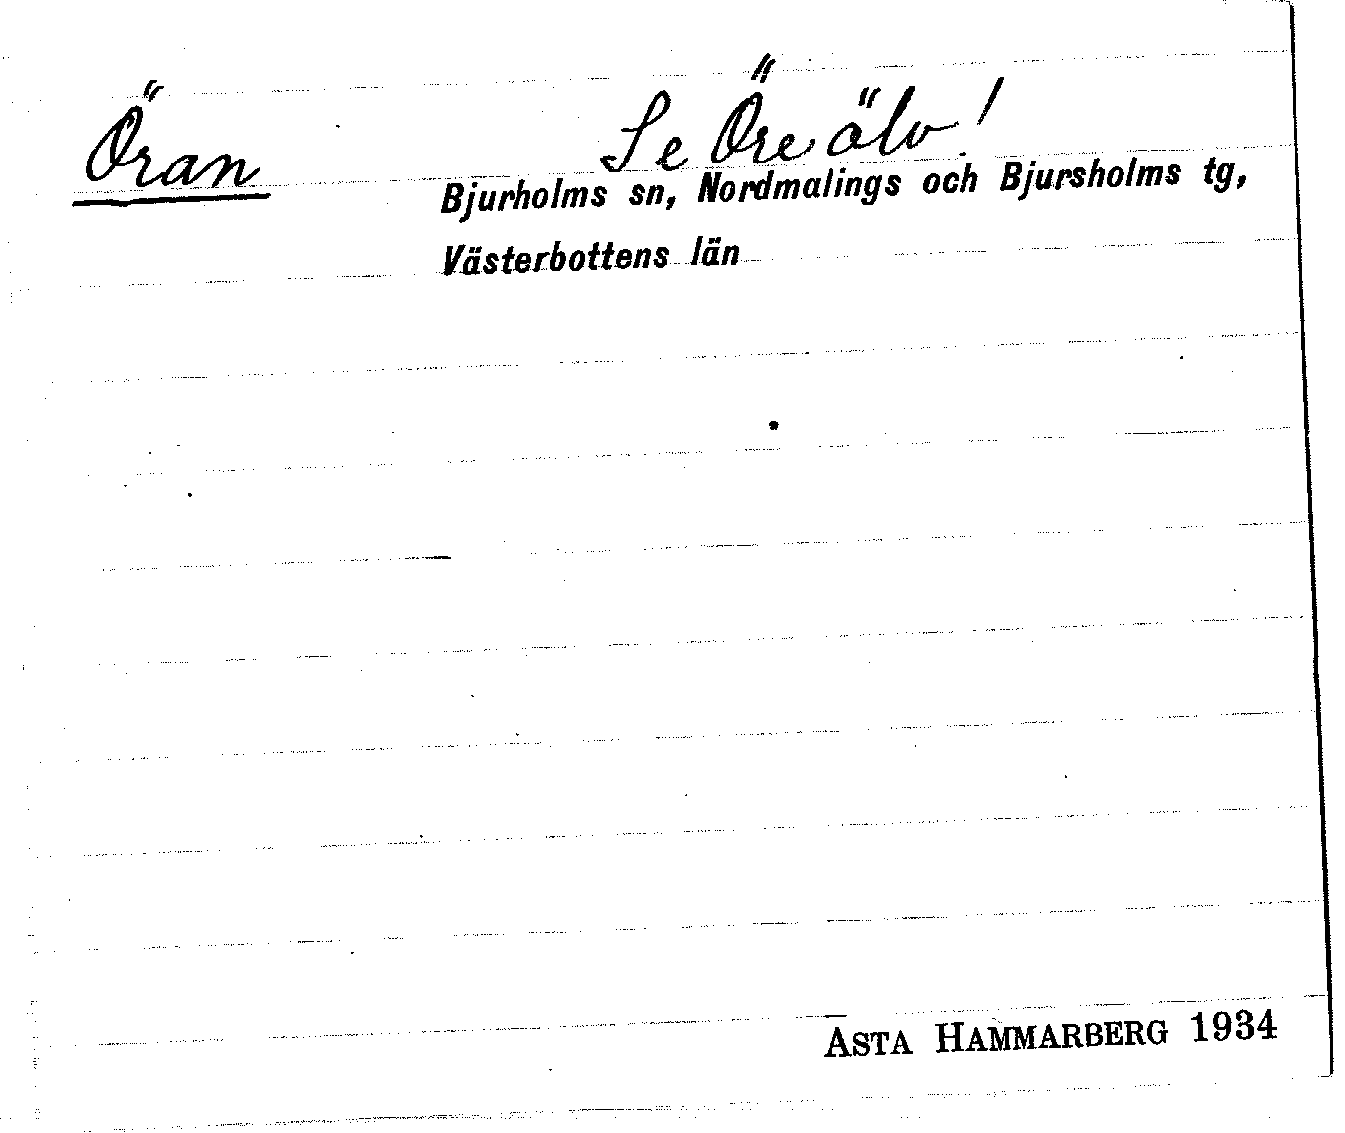 Öran
Se Öre älv!
Bjurholms sn, Nordmalings och Bjursholms tg,
Västerbottens län
ASTA HAMMARBERG 1934